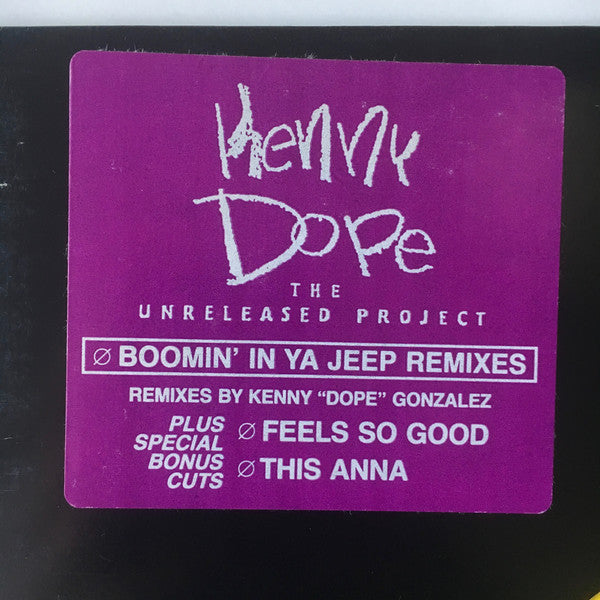 Kenny
Dope
THE
UNRELEASED PROJECT
∅ BOOMIN' IN YA JEEP REMIXES
REMIXES BY KENNY “DOPE” GONZALEZ
PLUS
SPECIAL
BONUS
CUTS
∅ FEELS SO GOOD
∅ THIS ANNA